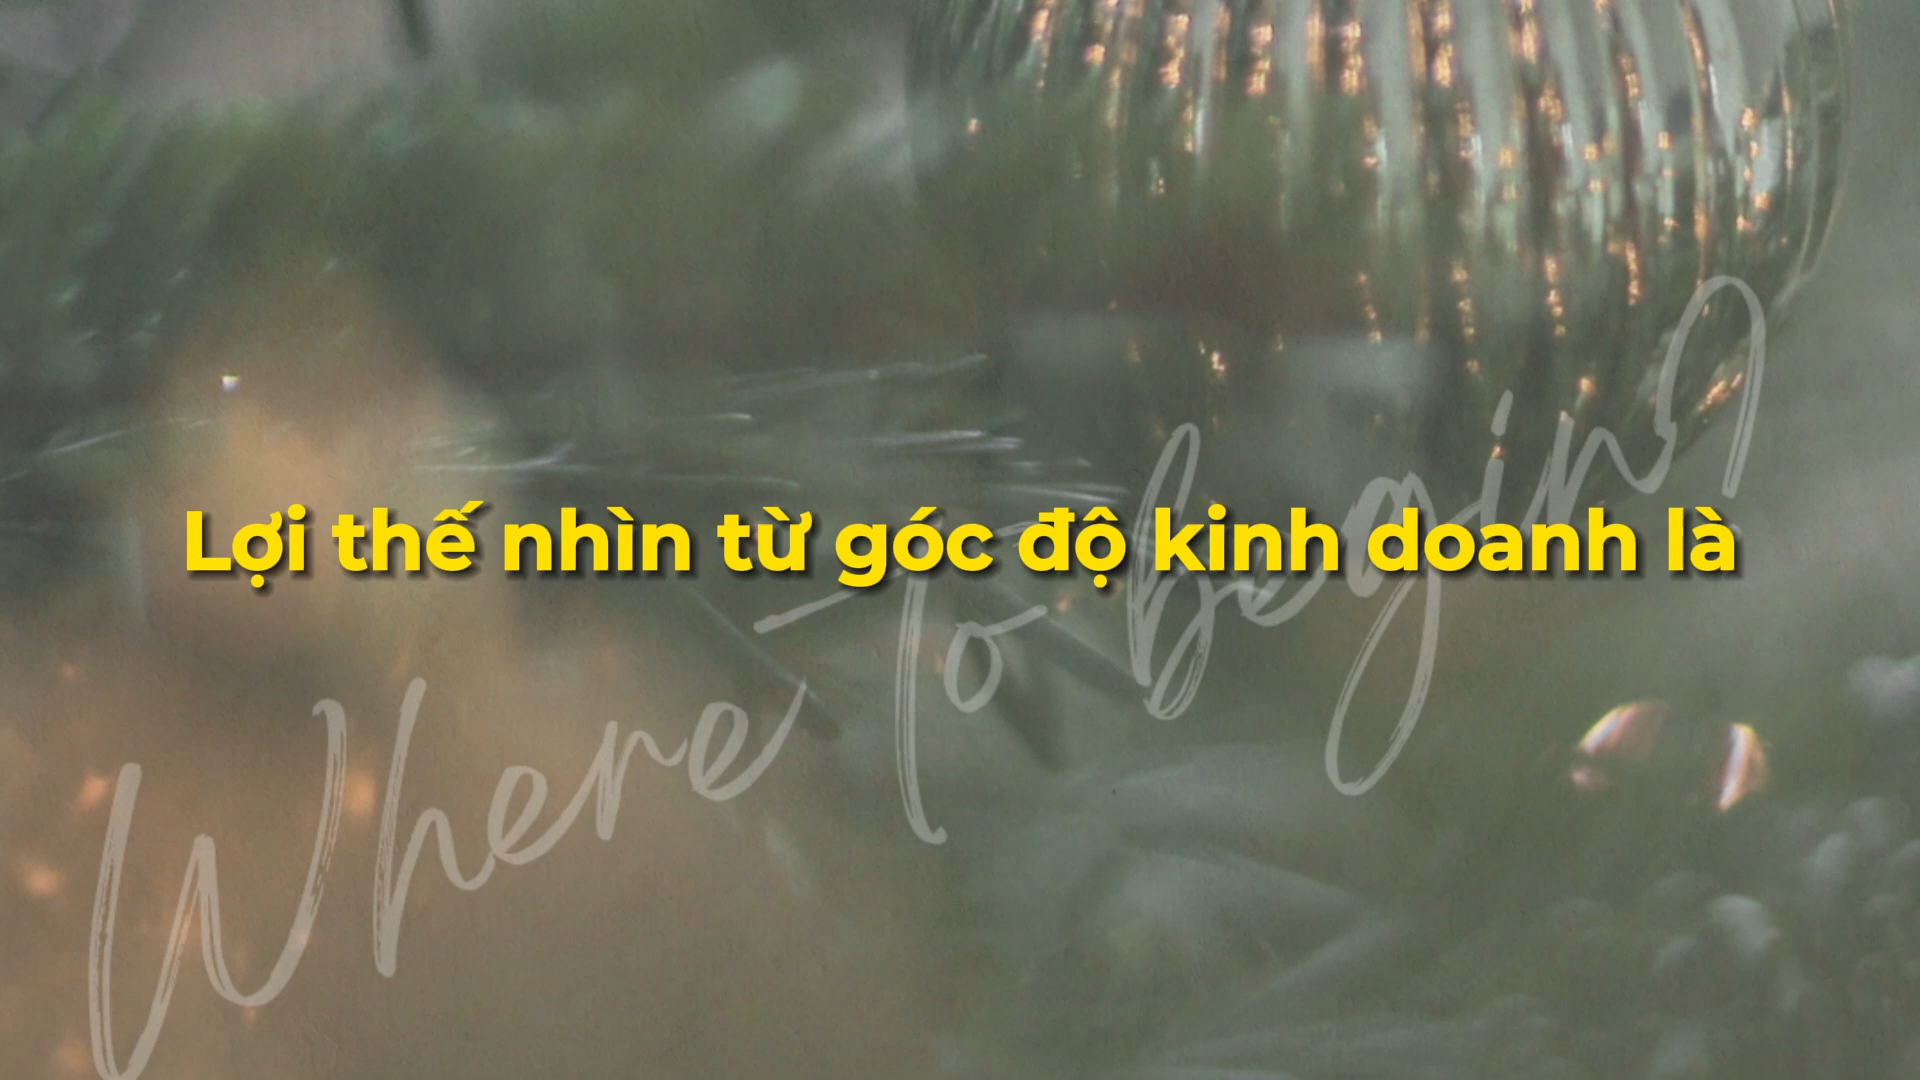 Lợi thế nhìn từ góc độ kinh doanh là
Where To begin?